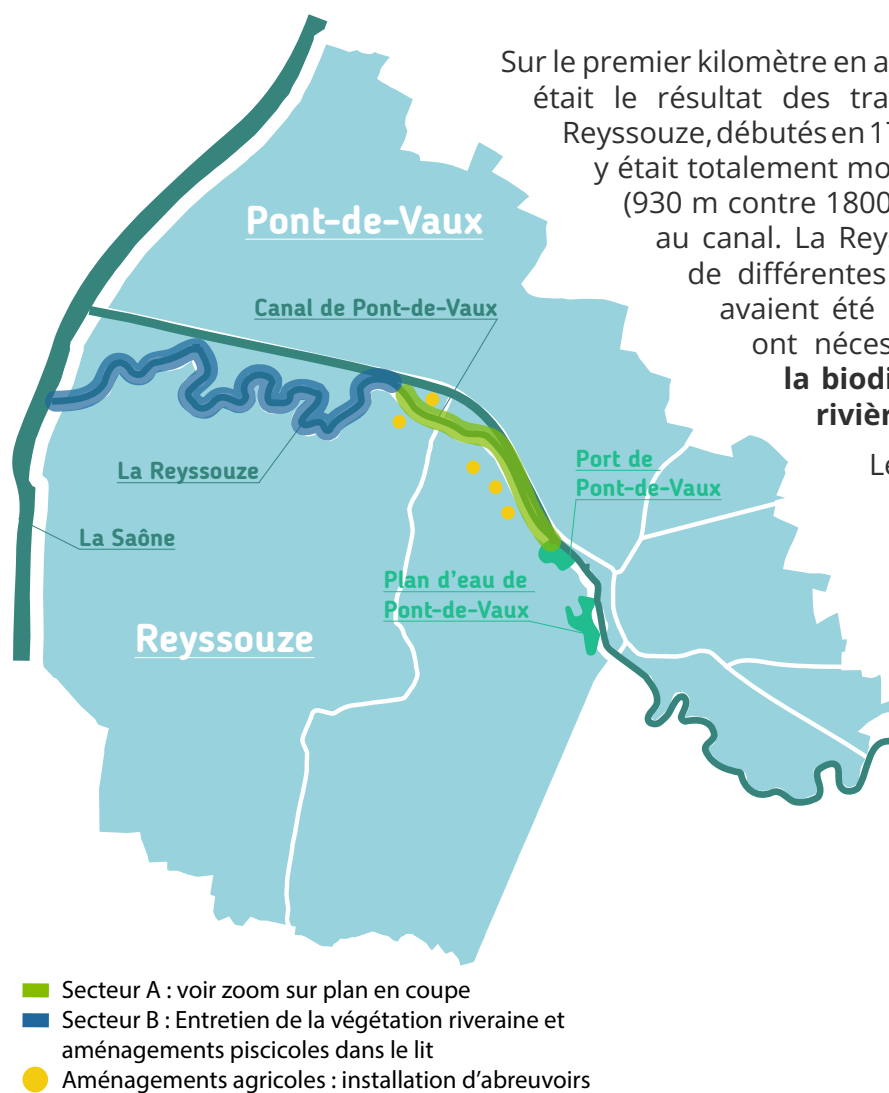 Sur le premier kilomètre en a
était le résultat des tra
Reyssouze, débutés en 17
y était totalement mo
(930 m contre 1800
au canal. La Rey
de différentes
avaient été
ont néces
la biodi
rivièr
Le
Pont-de-Vaux
Canal de Pont-de-Vaux
La Reyssouze
Port de
Pont-de-Vaux
La Saône
Plan d'eau de
Pont-de-Vaux
Reyssouze
Secteur A : voir zoom sur plan en coupe
Secteur B : Entretien de la végétation riveraine et
aménagements piscicoles dans le lit
Aménagements agricoles : installation d'abreuvoirs